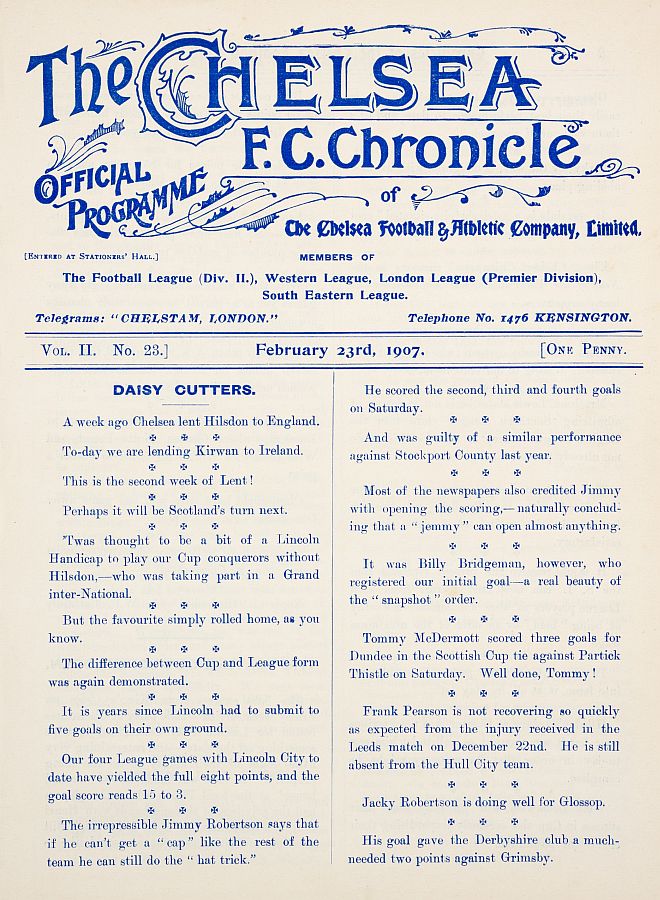 The CHELSEA
F.C. Chronicle
OFFICIAL
PROGRAMME
of
The Chelsea Football & Athletic Company, Limited.
[ENTERED AT STATIONERS' HALL.]
MEMBERS OF
The Football League (Div. II.), Western League, London League (Premier Division),
South Eastern League.
Telegrams: "CHELSTAM, LONDON."
Telephone No. 1476 KENSINGTON.
VOL. II. No. 23.]
February 23rd, 1907.
[ONE PENNY.
DAISY CUTTERS.
A week ago Chelsea lent Hilsdon to England.
To-day we are lending Kirwan to Ireland.
This is the second week of Lent!
Perhaps it will be Scotland's turn next.
'Twas thought to be a bit of a Lincoln
Handicap to play our Cup conquerors without
Hilsdon,—who was taking part in a Grand
inter-National.
But the favourite simply rolled home, as you
know.
The difference between Cup and League form
was again demonstrated.
It is years since Lincoln had to submit to
five goals on their own ground.
Our four League games with Lincoln City to
date have yielded the full eight points, and the
goal score reads 15 to 3.
The irrepressible Jimmy Robertson says that
if he can't get a "cap" like the rest of the
team he can still do the "hat trick."
He scored the second, third and fourth goals
on Saturday.
And was guilty of a similar performance
against Stockport County last year.
Most of the newspapers also credited Jimmy
with opening the scoring,—naturally conclud-
ing that a "jemmy" can open almost anything.
It was Billy Bridgeman, however, who
registered our initial goal—a real beauty of
the "snapshot" order.
Tommy McDermott scored three goals for
Dundee in the Scottish Cup tie against Partick
Thistle on Saturday. Well done, Tommy!
Frank Pearson is not recovering so quickly
as expected from the injury received in the
Leeds match on December 22nd. He is still
absent from the Hull City team.
Jacky Robertson is doing well for Glossop.
His goal gave the Derbyshire club a much-
needed two points against Grimsby.